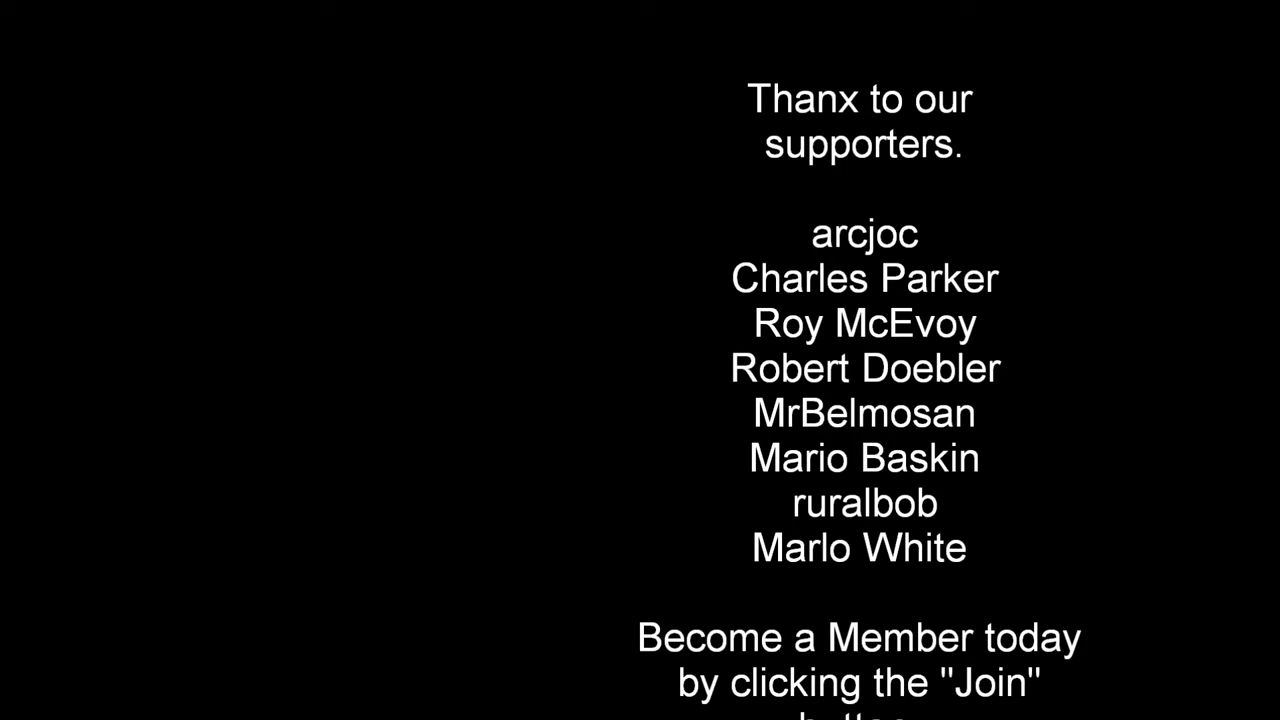 Thanx to our
supporters.
arcjoc
Charles Parker
Roy McEvoy
Robert Doebler
MrBelmosan
Mario Baskin
ruralbob
Marlo White
Become a Member today
by clicking the "Join"